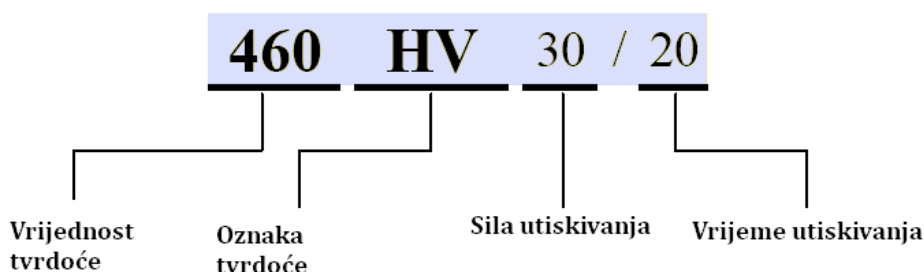 460 HV 30 / 20
Vrijednost
tvrdoće
Oznaka
tvrdoće
Sila utiskivanja
Vrijeme utiskivanja